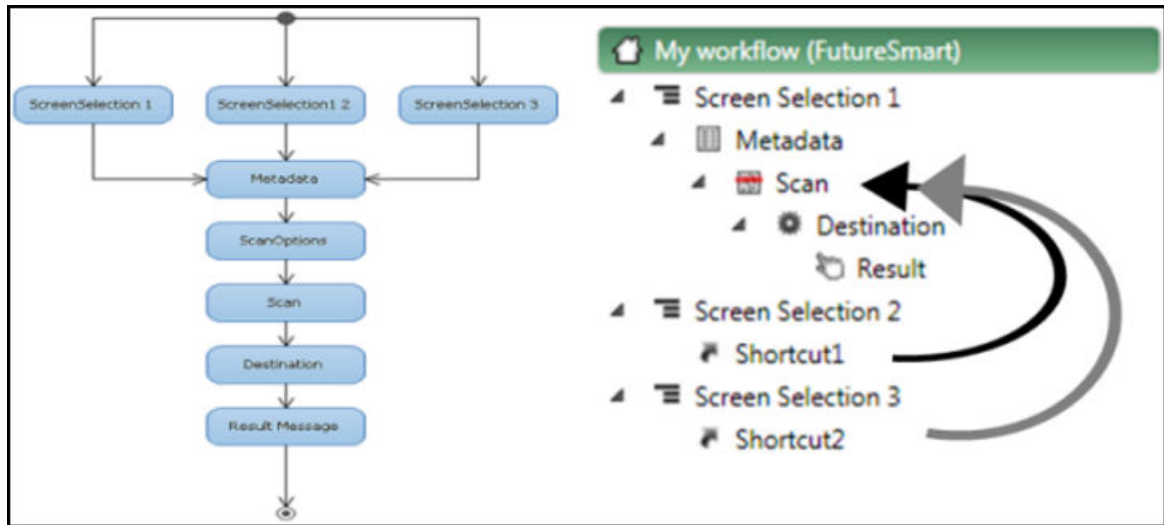 ScreenSelection 1
ScreenSelection1 2
ScreenSelection 3
Metadata
ScanOptions
Scan
Destination
Result Message
My workflow (FutureSmart)
Screen Selection 1
Metadata
Scan
Destination
Result
Screen Selection 2
Shortcut1
Screen Selection 3
Shortcut2